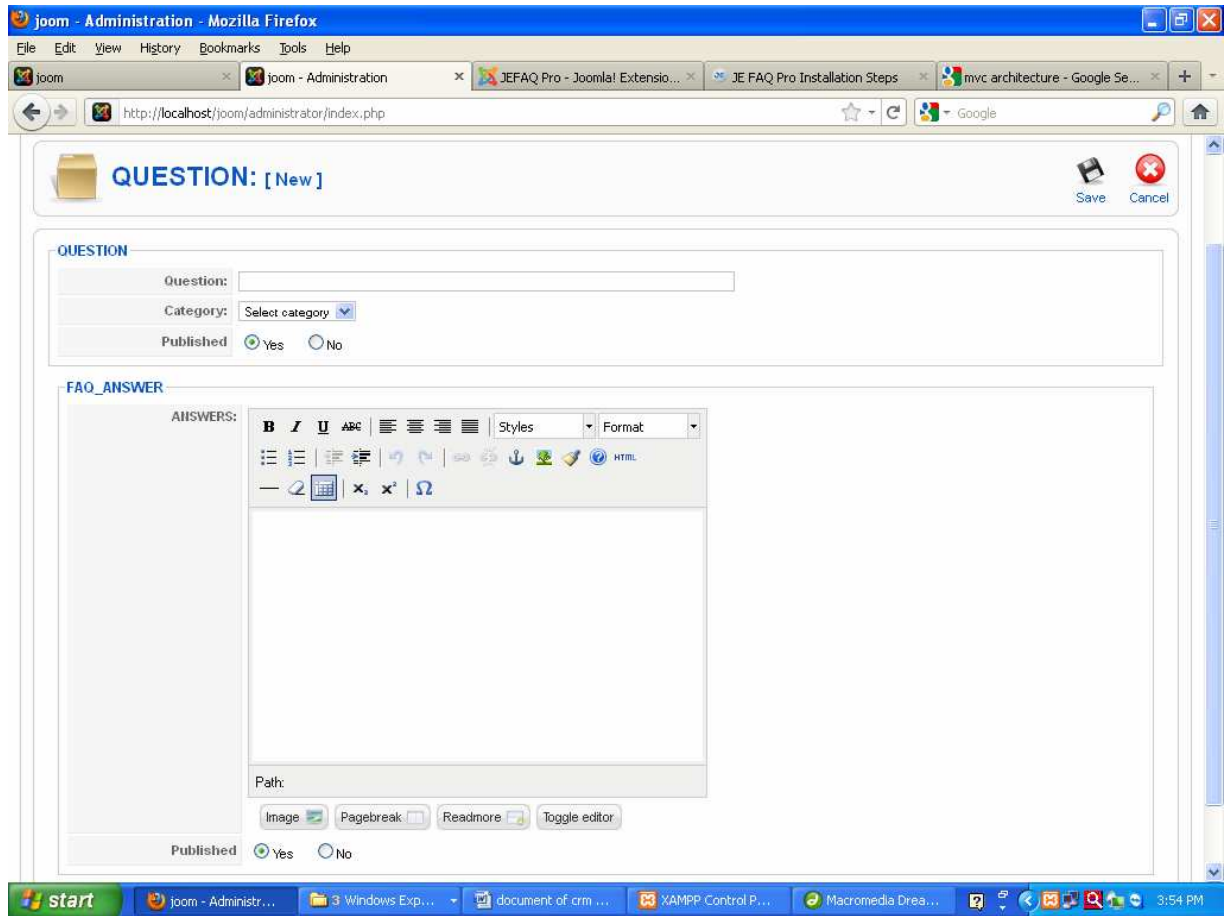 joom - Administration - Mozilla Firefox
File Edit View History Bookmarks Tools Help
joom
joom - Administration
JEFAQ Pro - Joomla! Extensio...
JE FAQ Pro Installation Steps
mvc architecture - Google Se...
http://localhost/joom/administrator/index.php
Google
QUESTION: [ New ]
Save
Cancel
QUESTION
Question:
Category: Select category
Published Yes No
FAQ_ANSWER
ANSWERS:
B I U ABC Styles Format
HTML
Ω
Path:
Image Pagebreak Readmore Toggle editor
Published Yes No
start
joom - Administr...
3 Windows Exp...
document of crm ...
XAMPP Control P...
Macromedia Drea...
3:54 PM